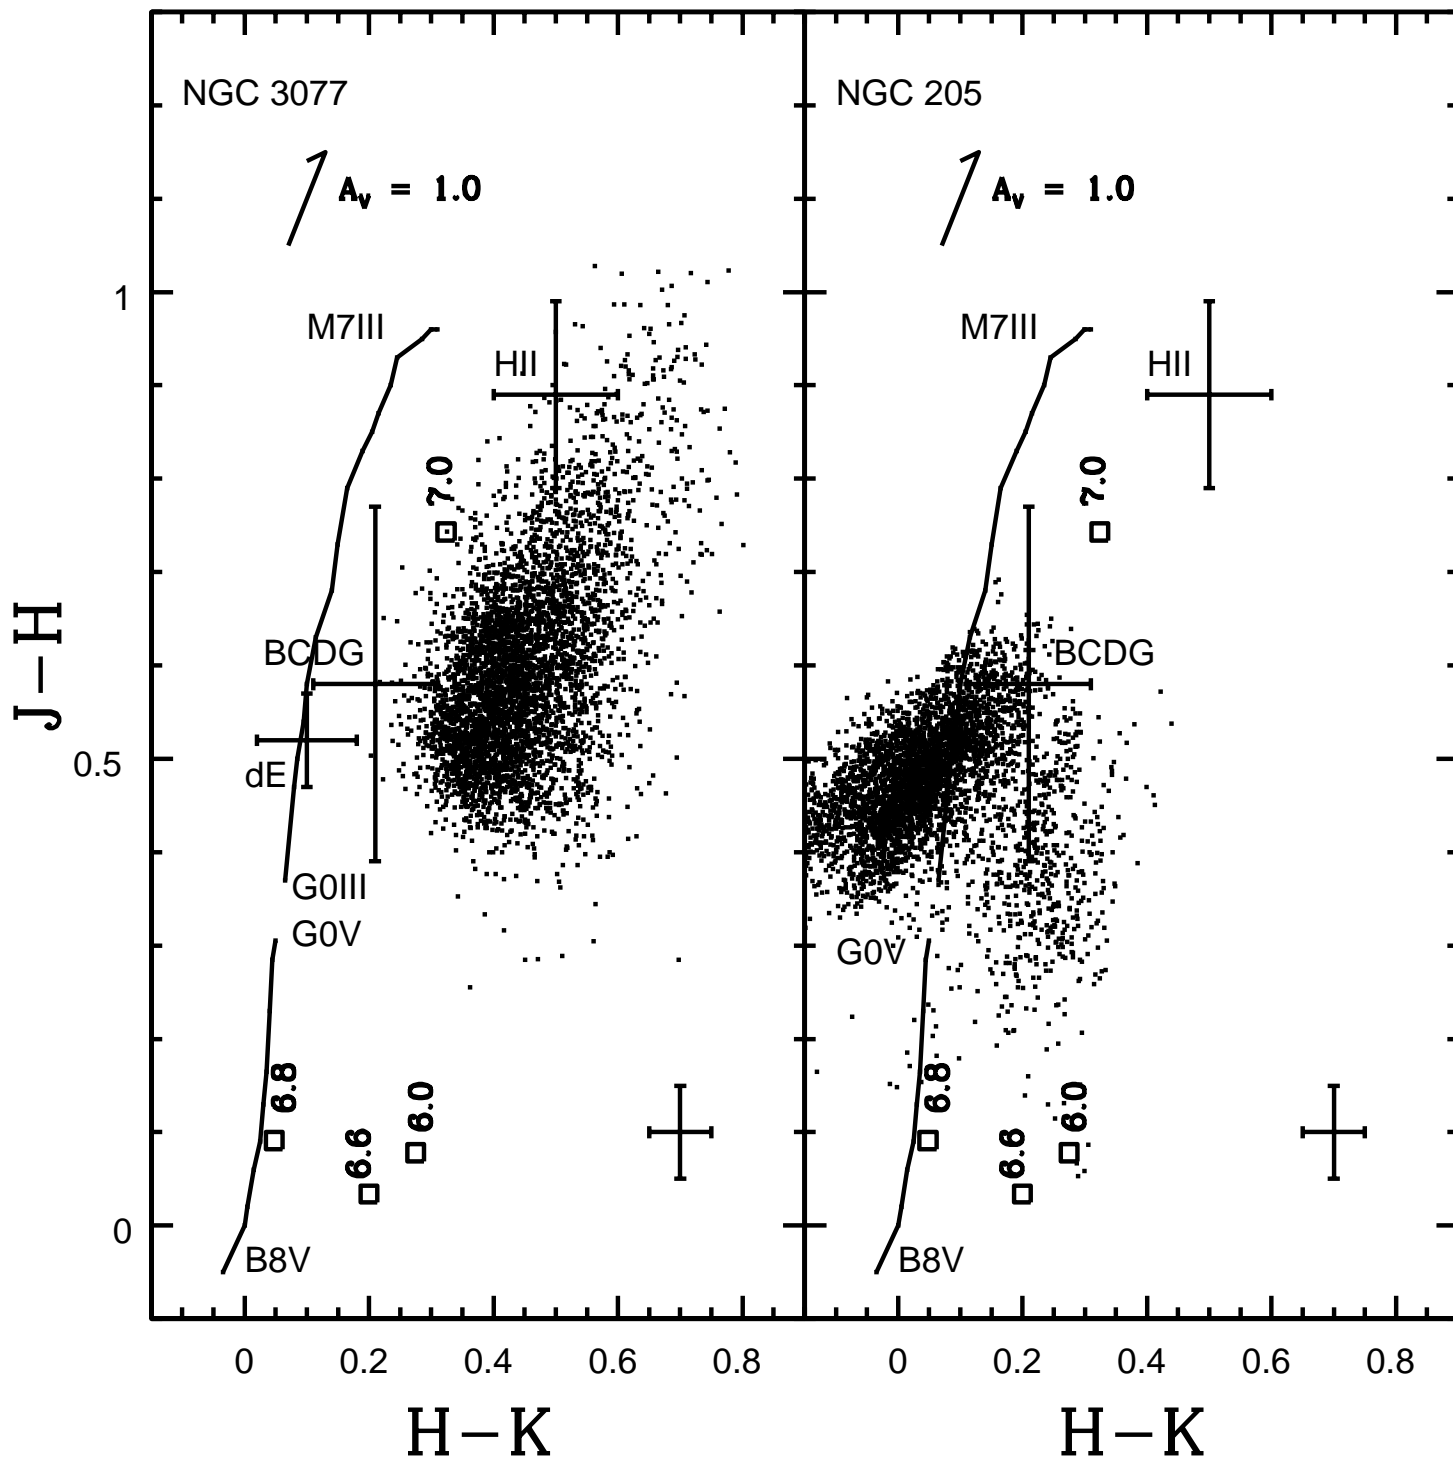 NGC 3077
A_v = 1.0
M7III
HII
7.0
BCDG
dE
G0III
G0V
6.8
6.0
6.6
B8V
NGC 205
A_v = 1.0
M7III
HII
7.0
BCDG
G0V
6.8
6.0
6.6
B8V
J-H
1
0.5
0
0 0.2 0.4 0.6 0.8
0 0.2 0.4 0.6 0.8
H-K
H-K